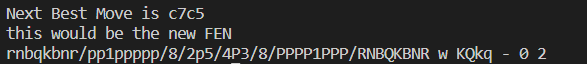 Next Best Move is c7c5
this would be the new FEN
rnbqkbnr/pp1ppppp/8/2p5/4P3/8/PPPP1PPP/RNBQKBNR w KQkq - 0 2